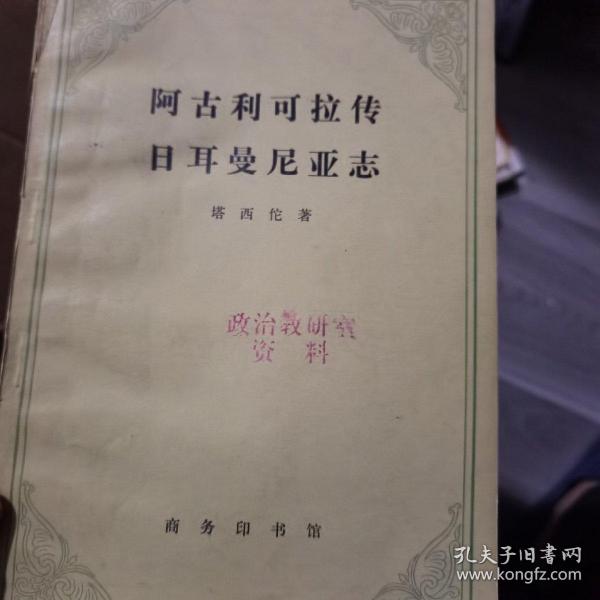 阿古利可拉传
日耳曼尼亚志
塔西佗著
政治教研室
资料
商务印书馆
孔夫子旧书网
www.kongfz.com